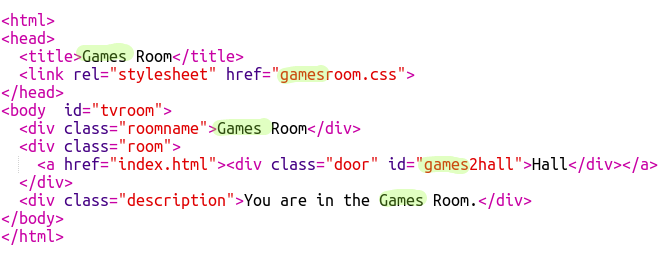 <html>
<head>
  <title>Games Room</title>
  <link rel="stylesheet" href="gamesroom.css">
</head>
<body  id="tvroom">
  <div class="roomname">Games Room</div>
  <div class="room">
    <a href="index.html"><div class="door" id="games2hall">Hall</div></a>
  </div>
  <div class="description">You are in the Games Room.</div>
</body>
</html>